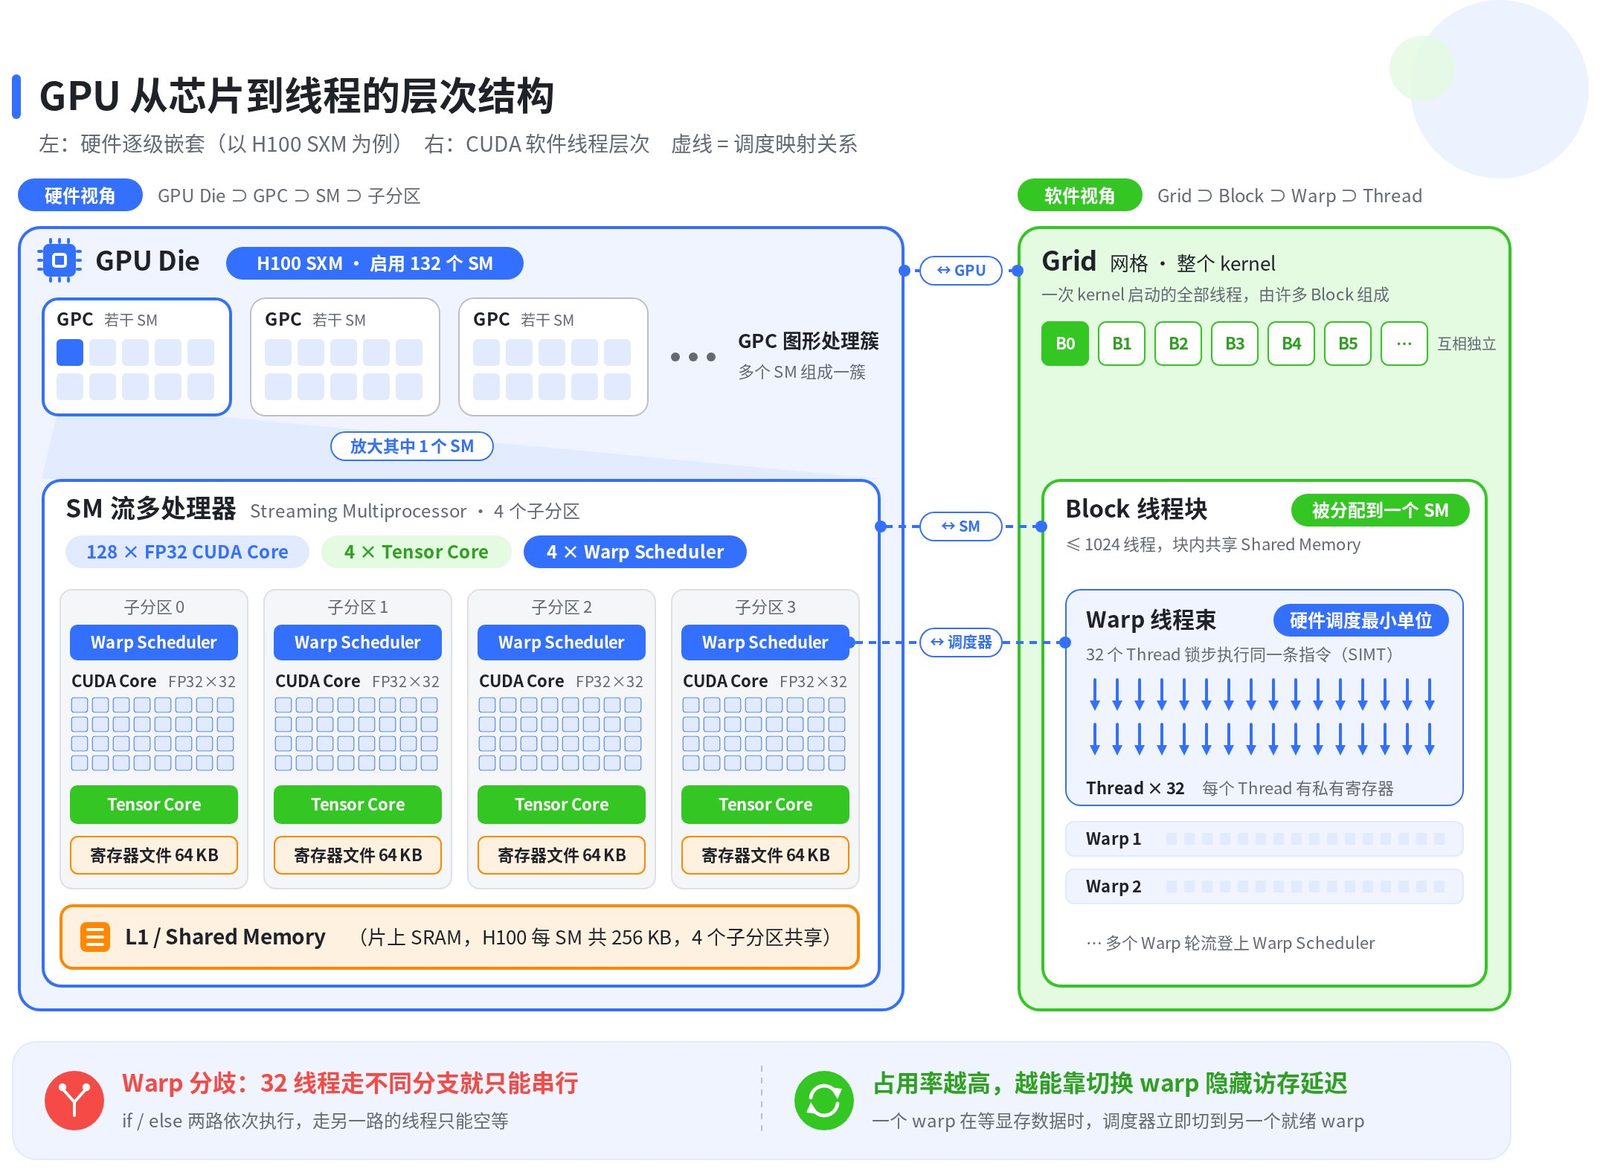 GPU 从芯片到线程的层次结构
左：硬件逐级嵌套（以 H100 SXM 为例） 右：CUDA 软件线程层次 虚线 = 调度映射关系
硬件视角 GPU Die ⊃ GPC ⊃ SM ⊃ 子分区
GPU Die H100 SXM · 启用 132 个 SM
GPC 若干 SM
GPC 若干 SM
GPC 若干 SM
GPC 图形处理簇
多个 SM 组成一簇
放大其中 1 个 SM
SM 流多处理器 Streaming Multiprocessor · 4 个子分区
128 × FP32 CUDA Core
4 × Tensor Core
4 × Warp Scheduler
子分区 0
Warp Scheduler
CUDA Core FP32×32
Tensor Core
寄存器文件 64 KB
子分区 1
Warp Scheduler
CUDA Core FP32×32
Tensor Core
寄存器文件 64 KB
子分区 2
Warp Scheduler
CUDA Core FP32×32
Tensor Core
寄存器文件 64 KB
子分区 3
Warp Scheduler
CUDA Core FP32×32
Tensor Core
寄存器文件 64 KB
L1 / Shared Memory （片上 SRAM，H100 每 SM 共 256 KB，4 个子分区共享）
↔ GPU
↔ SM
↔ 调度器
软件视角 Grid ⊃ Block ⊃ Warp ⊃ Thread
Grid 网格 · 整个 kernel
一次 kernel 启动的全部线程，由许多 Block 组成
B0 B1 B2 B3 B4 B5 ··· 互相独立
Block 线程块 被分配到一个 SM
≤ 1024 线程，块内共享 Shared Memory
Warp 线程束 硬件调度最小单位
32 个 Thread 锁步执行同一条指令（SIMT）
Thread × 32 每个 Thread 有私有寄存器
Warp 1
Warp 2
··· 多个 Warp 轮流登上 Warp Scheduler
Warp 分歧：32 线程走不同分支就只能串行
if / else 两路依次执行，走另一路的线程只能空等
占用率越高，越能靠切换 warp 隐藏访存延迟
一个 warp 在等显存数据时，调度器立即切到另一个就绪 warp